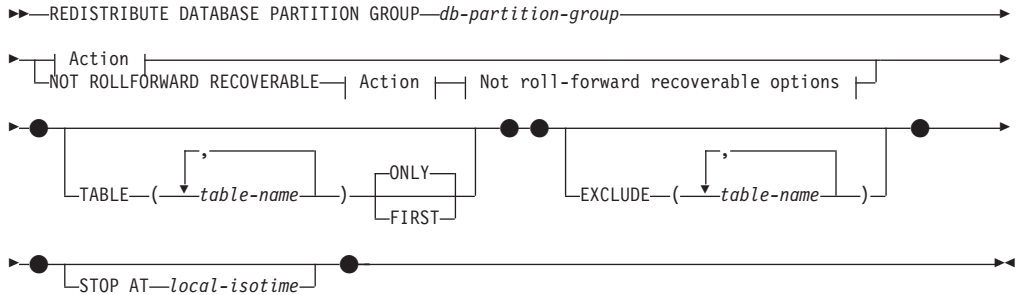 REDISTRIBUTE DATABASE PARTITION GROUP db-partition-group
Action
NOT ROLLFORWARD RECOVERABLE Action Not roll-forward recoverable options
, ,
ONLY
TABLE ( table-name ) EXCLUDE ( table-name )
FIRST
STOP AT local-isotime